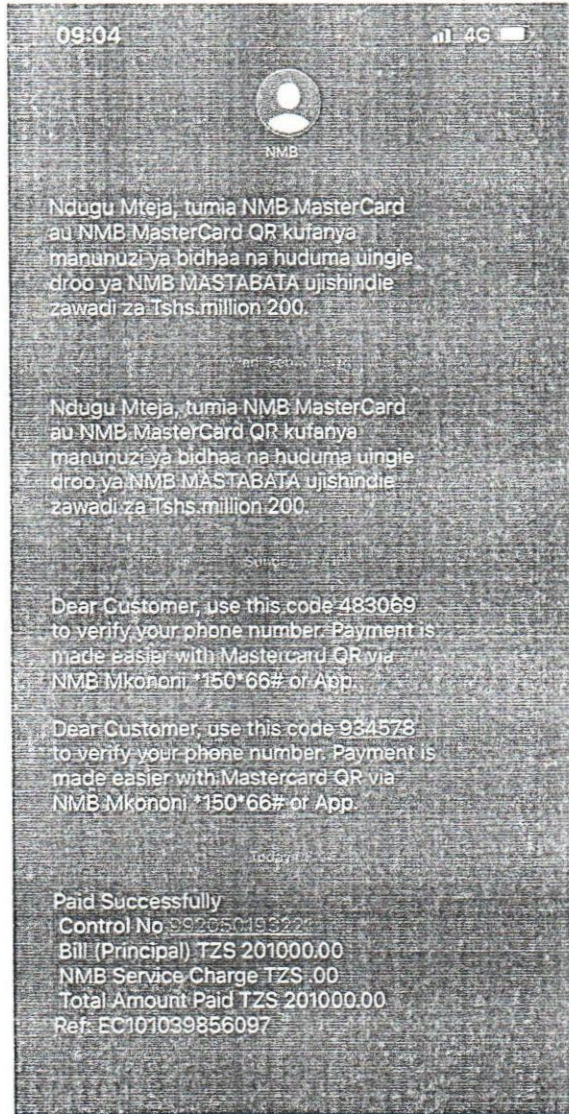 09:04
4G
NMB
Ndugu Mteja, tumia NMB MasterCard
au NMB MasterCard QR kufanya
manunuzi ya bidhaa na huduma uingie
droo ya NMB MASTABATA ujishindie
zawadi za Tshs.million 200.
Ndugu Mteja, tumia NMB MasterCard
au NMB MasterCard QR kufanya
manunuzi ya bidhaa na huduma uingie
droo ya NMB MASTABATA ujishindie
zawadi za Tshs.million 200.
Sunday
Dear Customer, use this code 483069
to verify your phone number. Payment is
made easier with Mastercard QR via
NMB Mkononi *150*66# or App.
Dear Customer, use this code 934578
to verify your phone number. Payment is
made easier with Mastercard QR via
NMB Mkononi *150*66# or App.
Today
Paid Successfully
Control No
Bill (Principal) TZS 201000.00
NMB Service Charge TZS .00
Total Amount Paid TZS 201000.00
Ref: EC101039856097